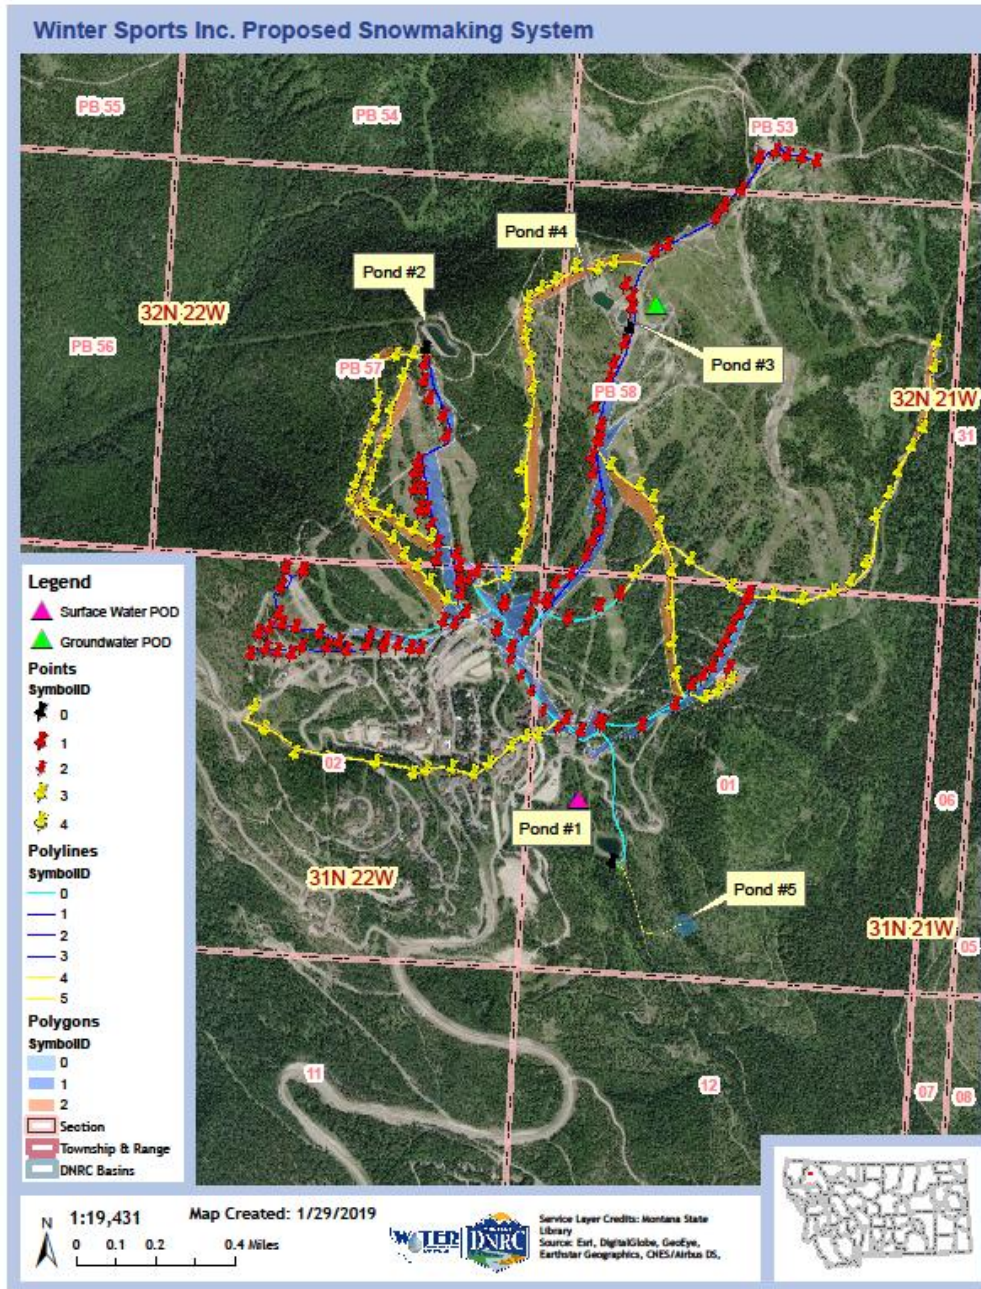 Winter Sports Inc. Proposed Snowmaking System
PB 55
PB 54
PB 53
Pond #4
Pond #2
32N 22W
PB 56
PB 57
Pond #3
PB 58
32N 21W
31
Legend
Surface Water POD
Groundwater POD
Points
SymbolID
0
1
2
3
4
Polylines
SymbolID
0
1
2
3
4
5
Polygons
SymbolID
0
1
2
Section
Township & Range
DNRC Basins
02
01
06
Pond #1
31N 22W
Pond #5
31N 21W
05
11
12
07
08
N
1:19,431
Map Created: 1/29/2019
0 0.1 0.2 0.4 Miles
WATER
DNRC
Service Layer Credits: Montana State
Library
Source: Esri, DigitalGlobe, GeoEye,
Earthstar Geographics, CNES/Airbus DS,